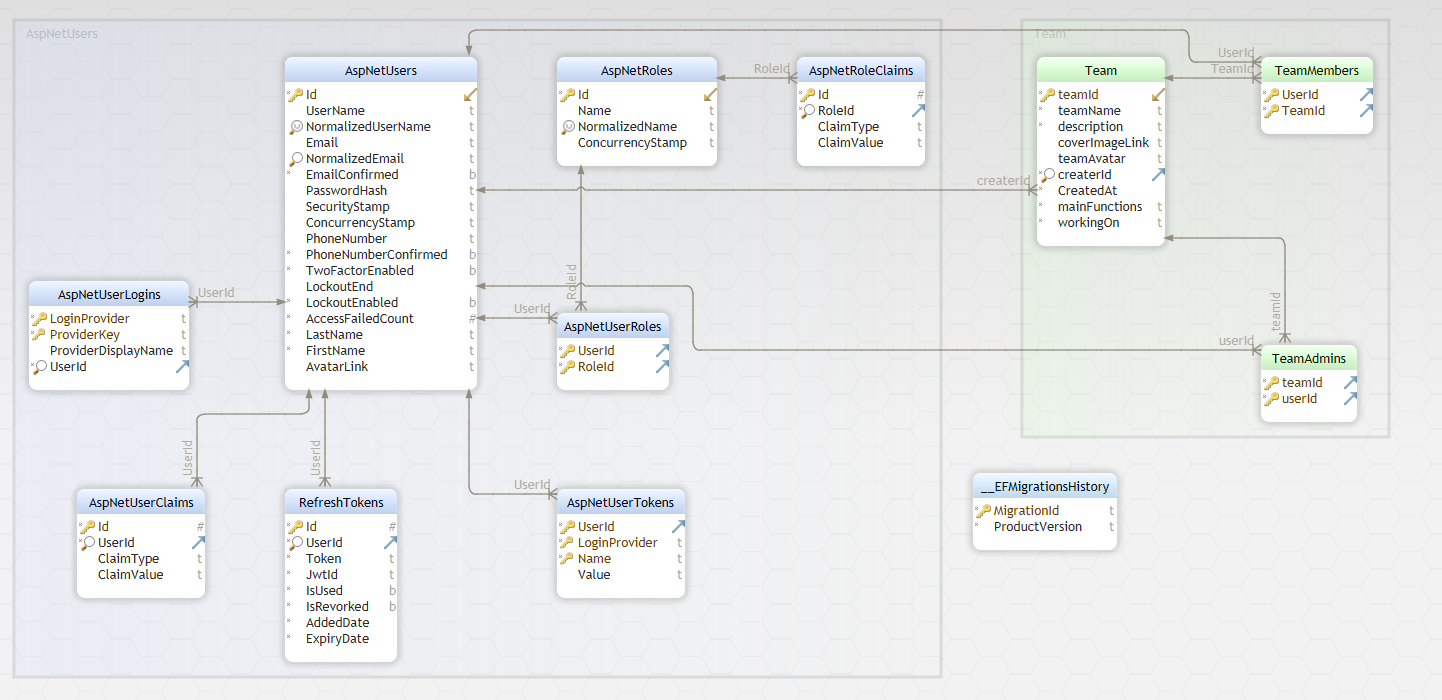 AspNetUsers
Team
AspNetUsers
Id
UserName t
NormalizedUserName t
Email t
NormalizedEmail t
EmailConfirmed b
PasswordHash t
SecurityStamp t
ConcurrencyStamp t
PhoneNumber t
PhoneNumberConfirmed b
TwoFactorEnabled b
LockoutEnd
LockoutEnabled b
AccessFailedCount #
LastName t
FirstName t
AvatarLink t
AspNetRoles
Id
Name t
NormalizedName t
ConcurrencyStamp t
RoleId
AspNetRoleClaims
Id #
RoleId
ClaimType t
ClaimValue t
createrId
Team
teamId
teamName t
description t
coverImageLink t
teamAvatar t
createrId
CreatedAt
mainFunctions t
workingOn t
UserId
TeamId
TeamMembers
UserId
TeamId
AspNetUserLogins
LoginProvider t
ProviderKey t
ProviderDisplayName t
UserId
UserId
RoleId
UserId
AspNetUserRoles
UserId
RoleId
teamId
userId
TeamAdmins
teamId
userId
UserId
AspNetUserClaims
Id #
UserId
ClaimType t
ClaimValue t
UserId
RefreshTokens
Id #
UserId
Token t
JwtId t
IsUsed b
IsRevorked b
AddedDate
ExpiryDate
UserId
AspNetUserTokens
UserId
LoginProvider t
Name t
Value t
__EFMigrationsHistory
MigrationId t
ProductVersion t